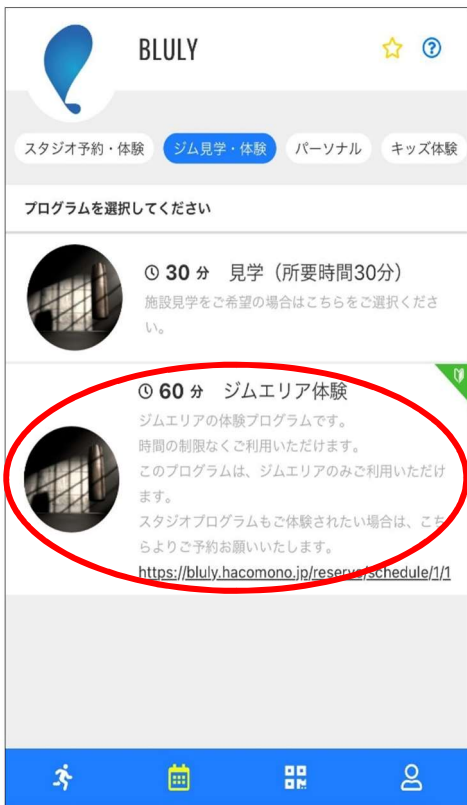 BLULY
スタジオ予約・体験 ジム見学・体験 パーソナル キッズ体験
プログラムを選択してください
30 分 見学（所要時間30分）
施設見学をご希望の場合はこちらをご選択くださ
い。
60 分 ジムエリア体験
ジムエリアの体験プログラムです。
時間の制限なくご利用いただけます。
このプログラムは、ジムエリアのみご利用いただけ
ます。
スタジオプログラムもご体験されたい場合は、こち
らよりご予約お願いいたします。
https://bluly.hacomono.jp/reserve/schedule/1/1